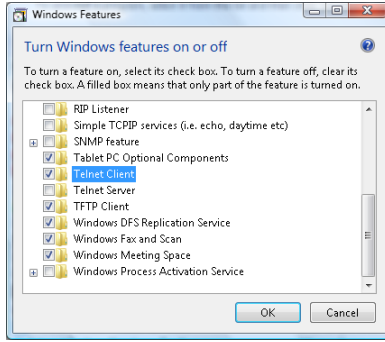 Windows Features
Turn Windows features on or off
To turn a feature on, select its check box. To turn a feature off, clear its
check box. A filled box means that only part of the feature is turned on.
RIP Listener
Simple TCPIP services (i.e. echo, daytime etc)
SNMP feature
Tablet PC Optional Components
Telnet Client
Telnet Server
TFTP Client
Windows DFS Replication Service
Windows Fax and Scan
Windows Meeting Space
Windows Process Activation Service
OK
Cancel